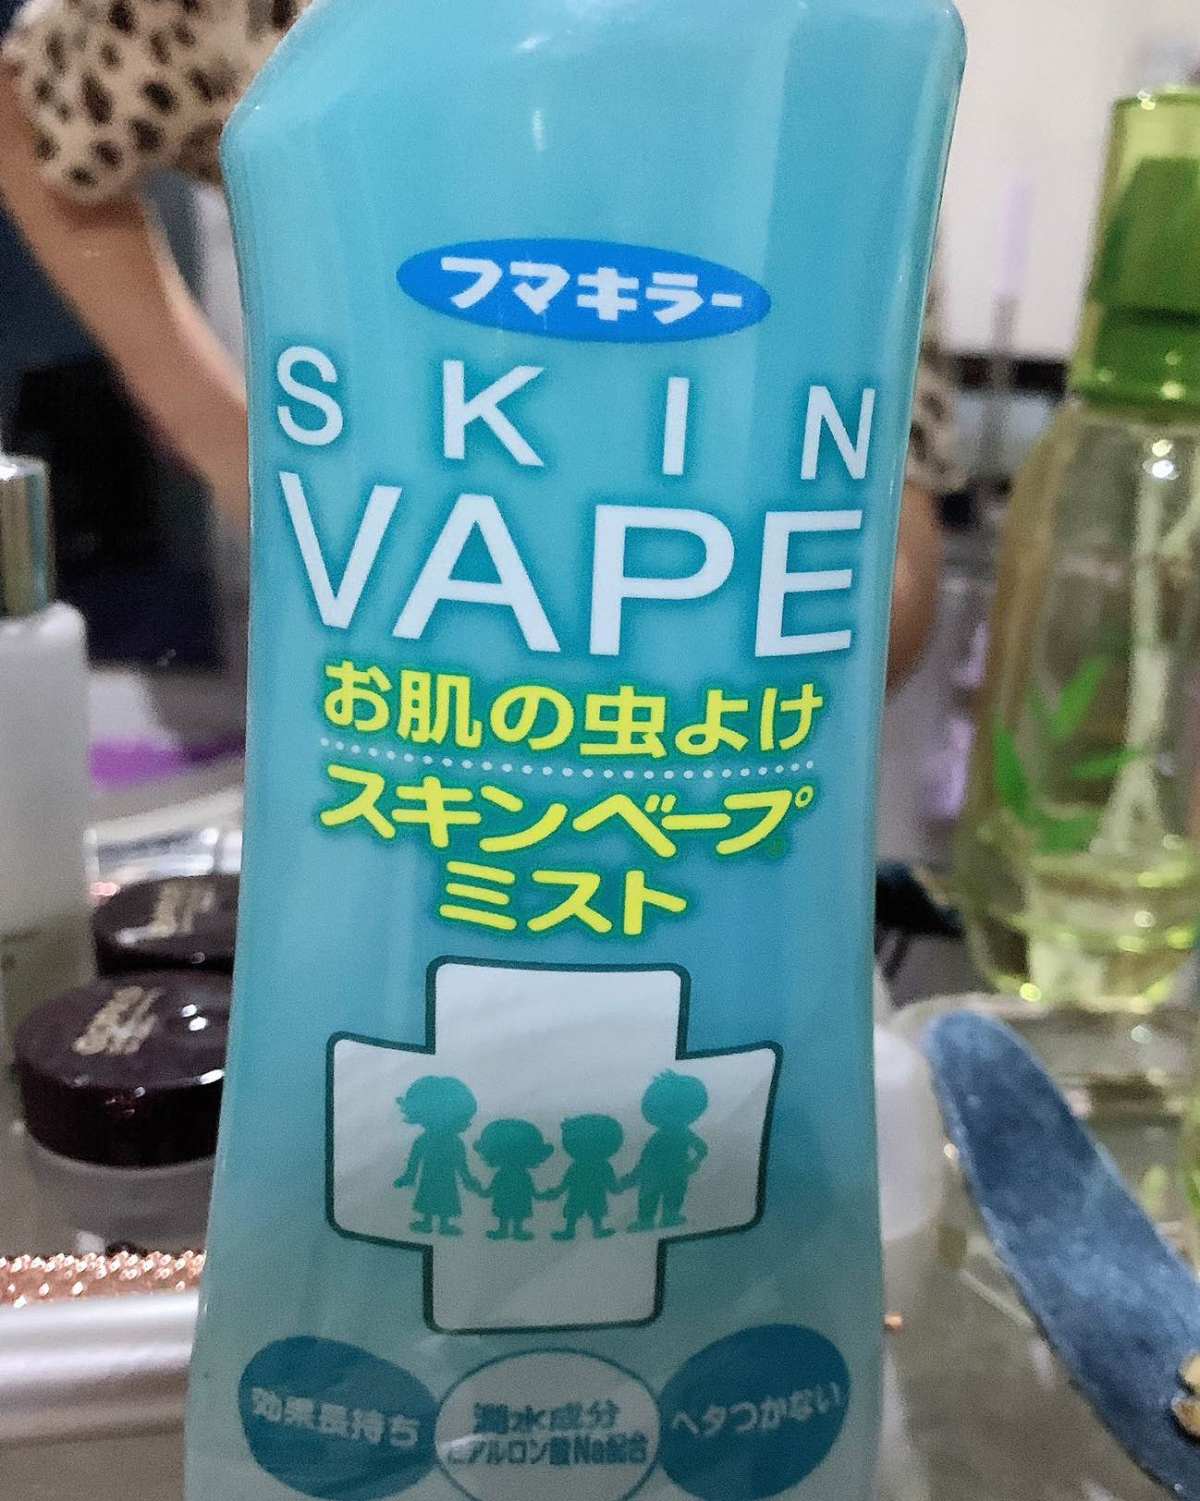 フマキラー
SKIN
VAPE
お肌の虫よけ
スキンベープ
ミスト
効果長持ち
潤水成分
ヒアルロン酸Na配合
ベタつかない